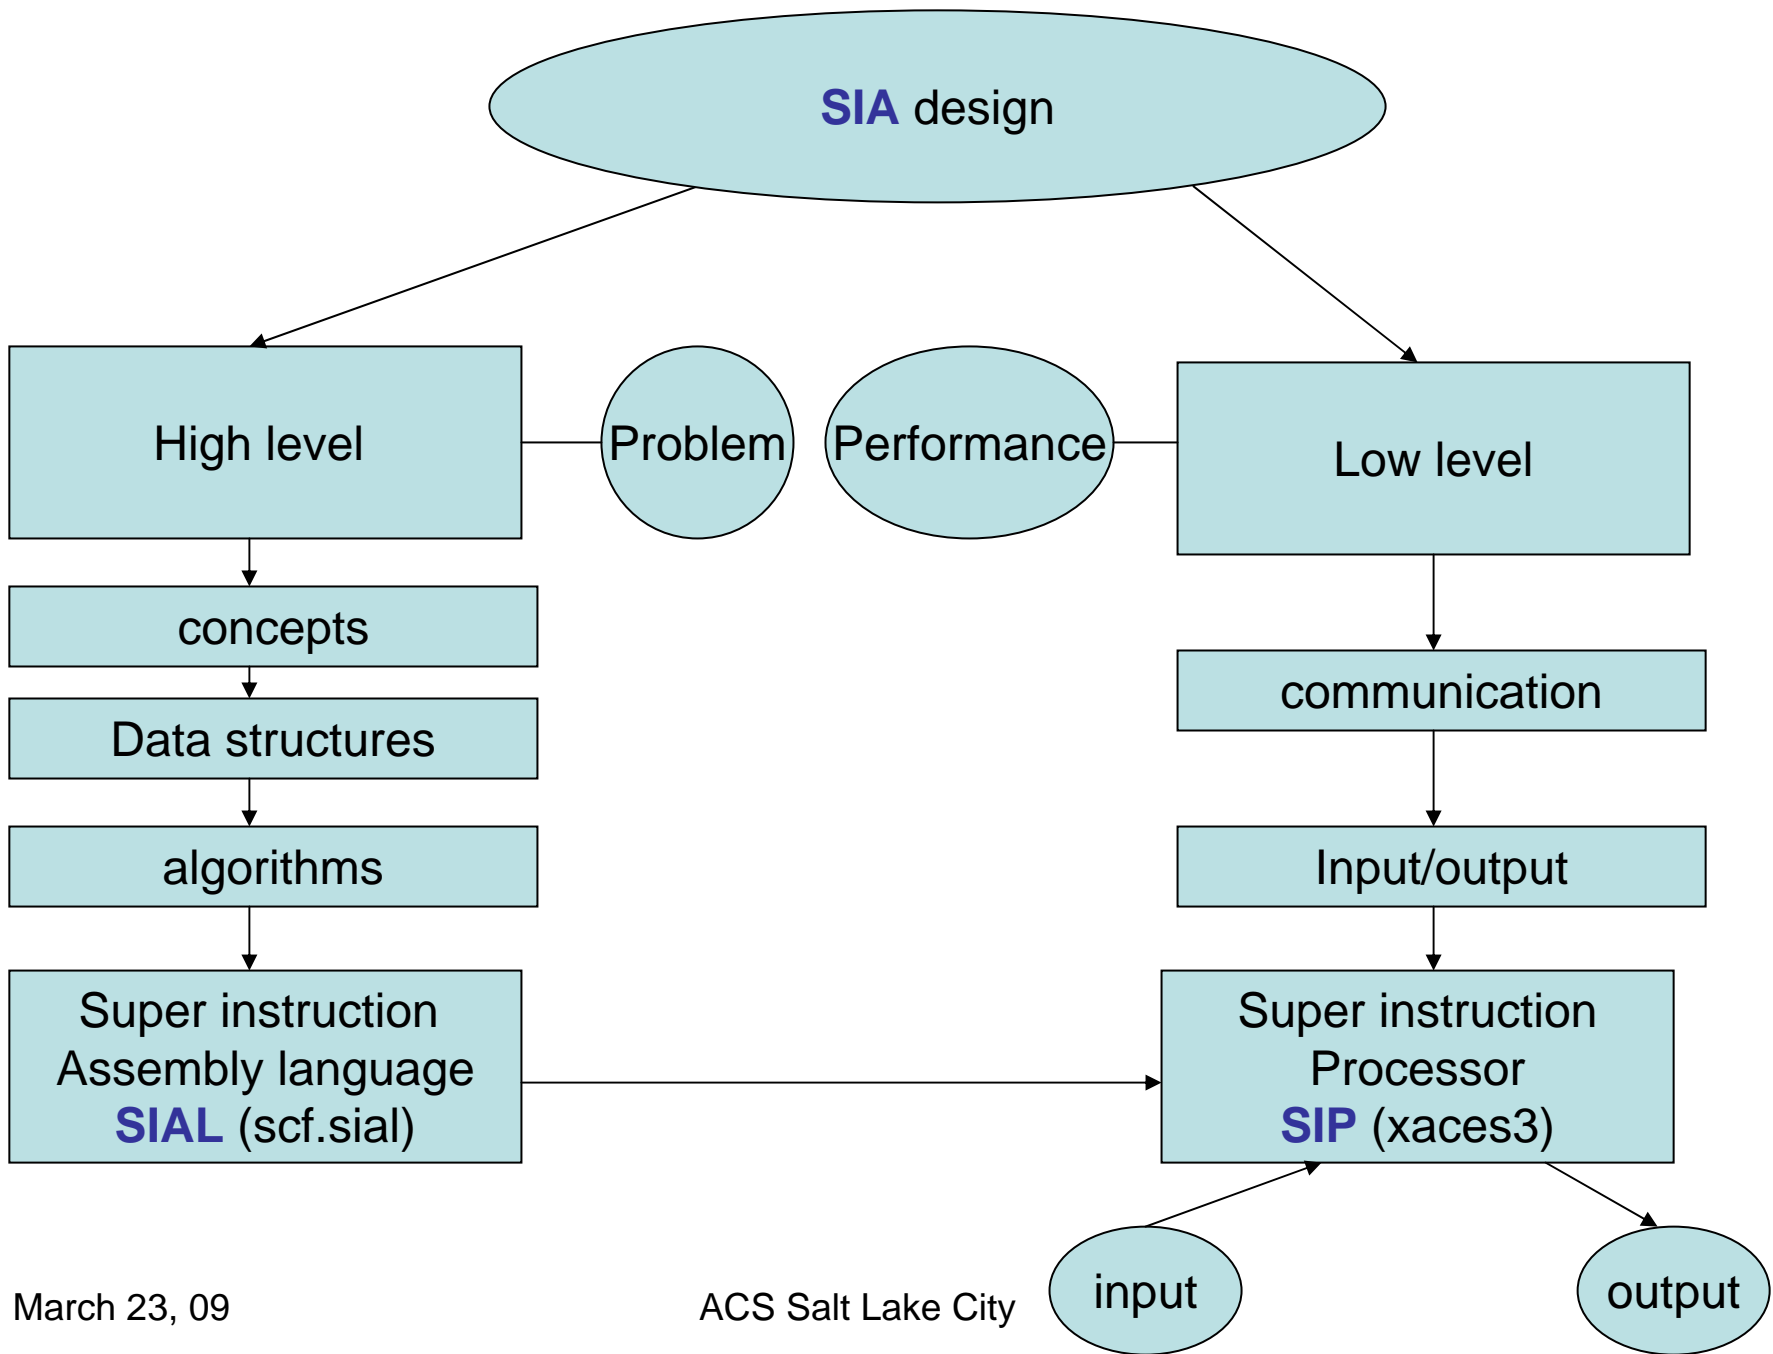 SIA design
High level
Problem
Performance
Low level
concepts
Data structures
algorithms
Super instruction
Assembly language
SIAL (scf.sial)
communication
Input/output
Super instruction
Processor
SIP (xaces3)
input
output
March 23, 09
ACS Salt Lake City